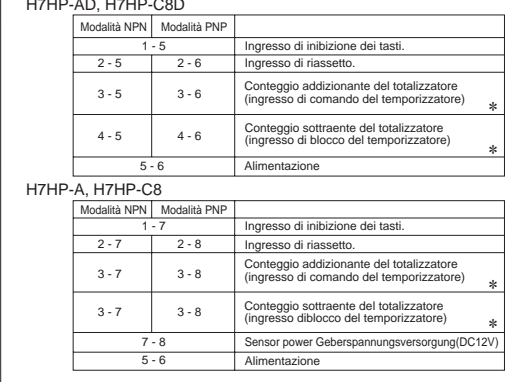 H7HP-AD, H7HP-C8D
Modalità NPN Modalità PNP
1 - 5 Ingresso di inibizione dei tasti.
2 - 5 2 - 6 Ingresso di riassetto.
3 - 5 3 - 6 Conteggio addizionante del totalizzatore
(ingresso di comando del temporizzatore) *
4 - 5 4 - 6 Conteggio sottraente del totalizzatore
(ingresso di blocco del temporizzatore) *
5 - 6 Alimentazione
H7HP-A, H7HP-C8
Modalità NPN Modalità PNP
1 - 7 Ingresso di inibizione dei tasti.
2 - 7 2 - 8 Ingresso di riassetto.
3 - 7 3 - 8 Conteggio addizionante del totalizzatore
(ingresso di comando del temporizzatore) *
3 - 7 3 - 8 Conteggio sottraente del totalizzatore
(ingresso diblocco del temporizzatore) *
7 - 8 Sensor power Geberspannungsversorgung(DC12V)
5 - 6 Alimentazione